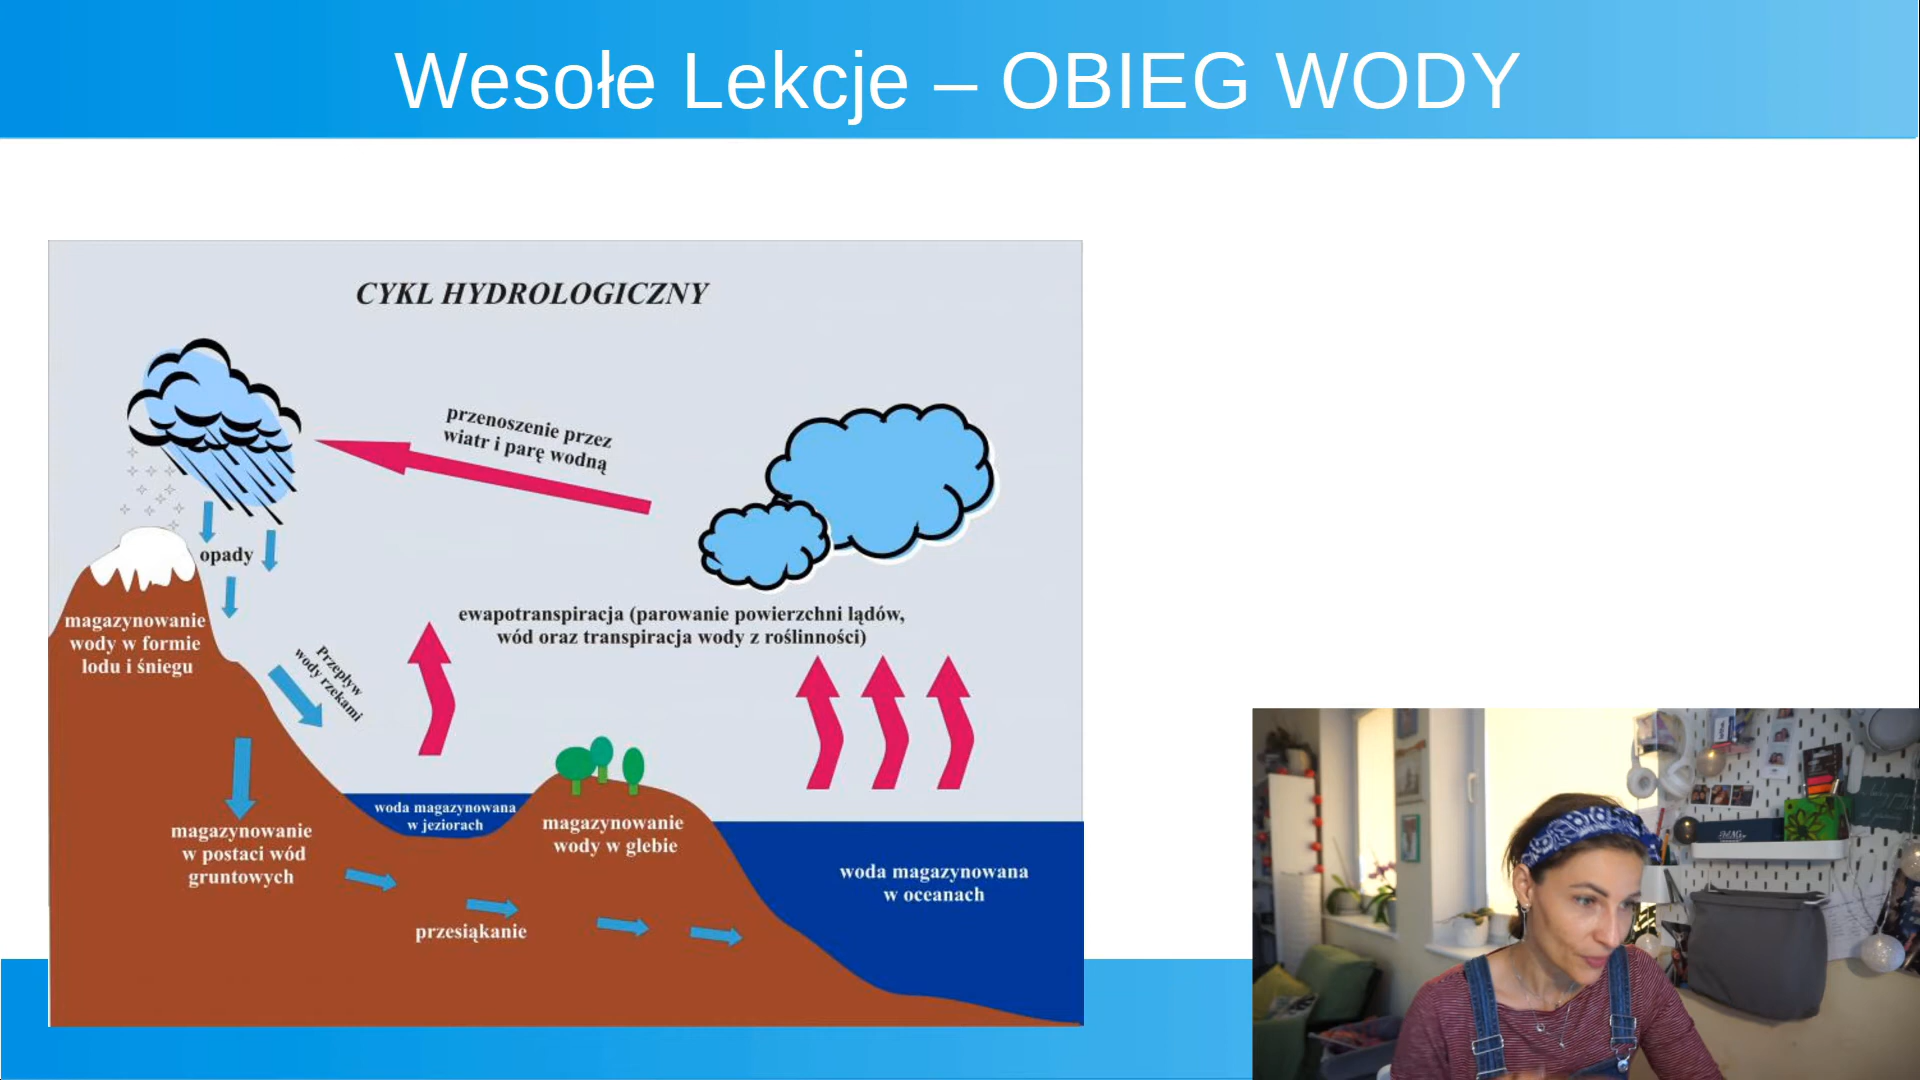 Wesołe Lekcje – OBIEG WODY
CYKL HYDROLOGICZNY
przenoszenie przez
wiatr i parę wodną
opady
magazynowanie
wody w formie
lodu i śniegu
ewapotranspiracja (parowanie powierzchni lądów,
wód oraz transpiracja wody z roślinności)
Przepływ
wody rzekami
woda magazynowana
w jeziorach
magazynowanie
w postaci wód
gruntowych
magazynowanie
wody w glebie
woda magazynowana
w oceanach
przesiąkanie